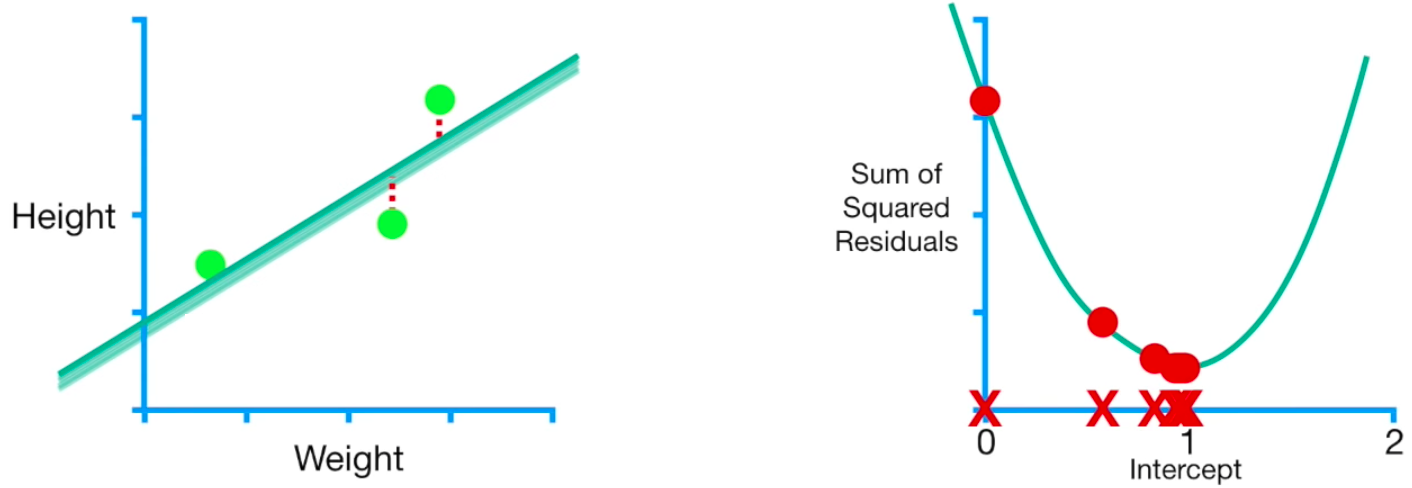 Height
Weight
Sum of
Squared
Residuals
0
1
2
Intercept